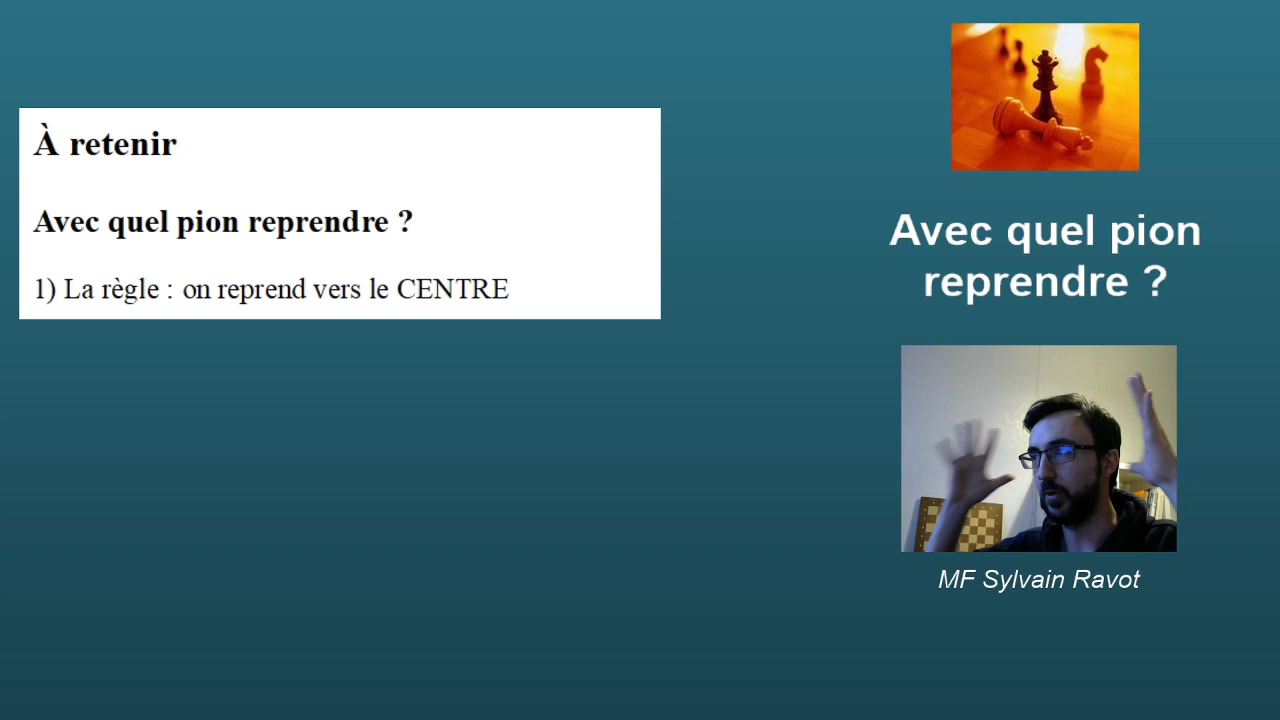 À retenir
Avec quel pion reprendre ?
1) La règle : on reprend vers le CENTRE
Avec quel pion
reprendre ?
MF Sylvain Ravot